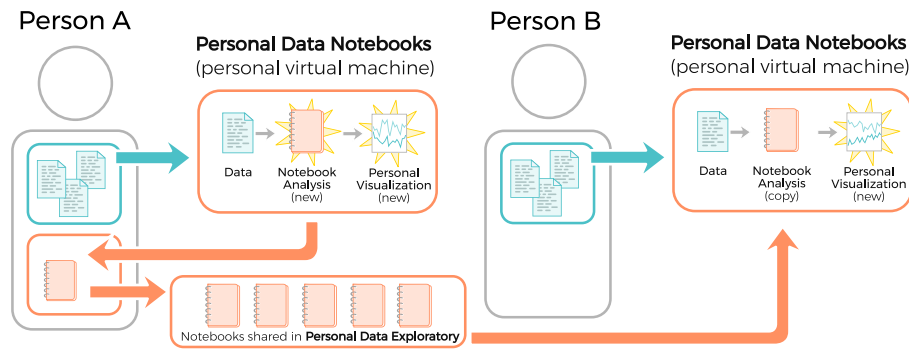 Person A
Personal Data Notebooks
(personal virtual machine)
Data
Notebook
Analysis
(new)
Personal
Visualization
(new)
Notebooks shared in Personal Data Exploratory
Person B
Personal Data Notebooks
(personal virtual machine)
Data
Notebook
Analysis
(copy)
Personal
Visualization
(new)